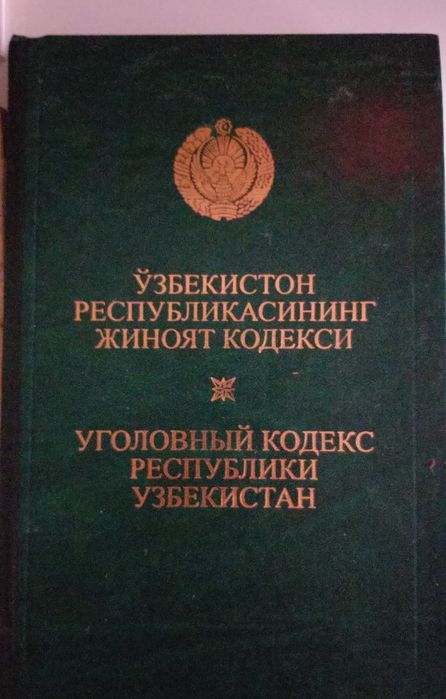 ЎЗБЕКИСТОН
РЕСПУБЛИКАСИНИНГ
ЖИНОЯТ КОДЕКСИ
УГОЛОВНЫЙ КОДЕКС
РЕСПУБЛИКИ
УЗБЕКИСТАН